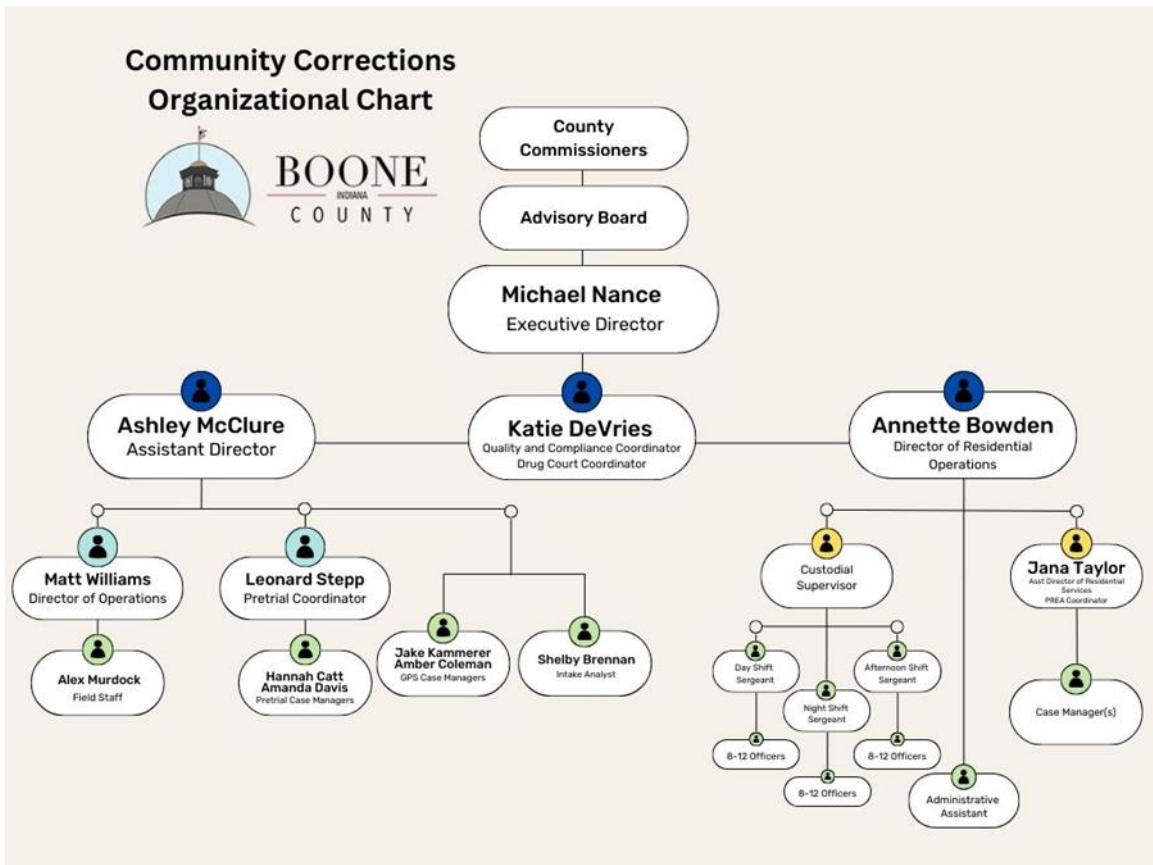 Community Corrections
Organizational Chart
BOONE
INDIANA
COUNTY
County
Commissioners
Advisory Board
Michael Nance
Executive Director
Ashley McClure
Assistant Director
Katie DeVries
Quality and Compliance Coordinator
Drug Court Coordinator
Annette Bowden
Director of Residential
Operations
Matt Williams
Director of Operations
Leonard Stepp
Pretrial Coordinator
Custodial
Supervisor
Jana Taylor
Asst Director of Residential
Services
PREA Coordinator
Alex Murdock
Field Staff
Hannah Catt
Amanda Davis
Pretrial Case Managers
Jake Kammerer
Amber Coleman
GPS Case Managers
Shelby Brennan
Intake Analyst
Day Shift
Sergeant
Night Shift
Sergeant
Afternoon Shift
Sergeant
Case Manager(s)
8-12 Officers
8-12 Officers
8-12 Officers
Administrative
Assistant